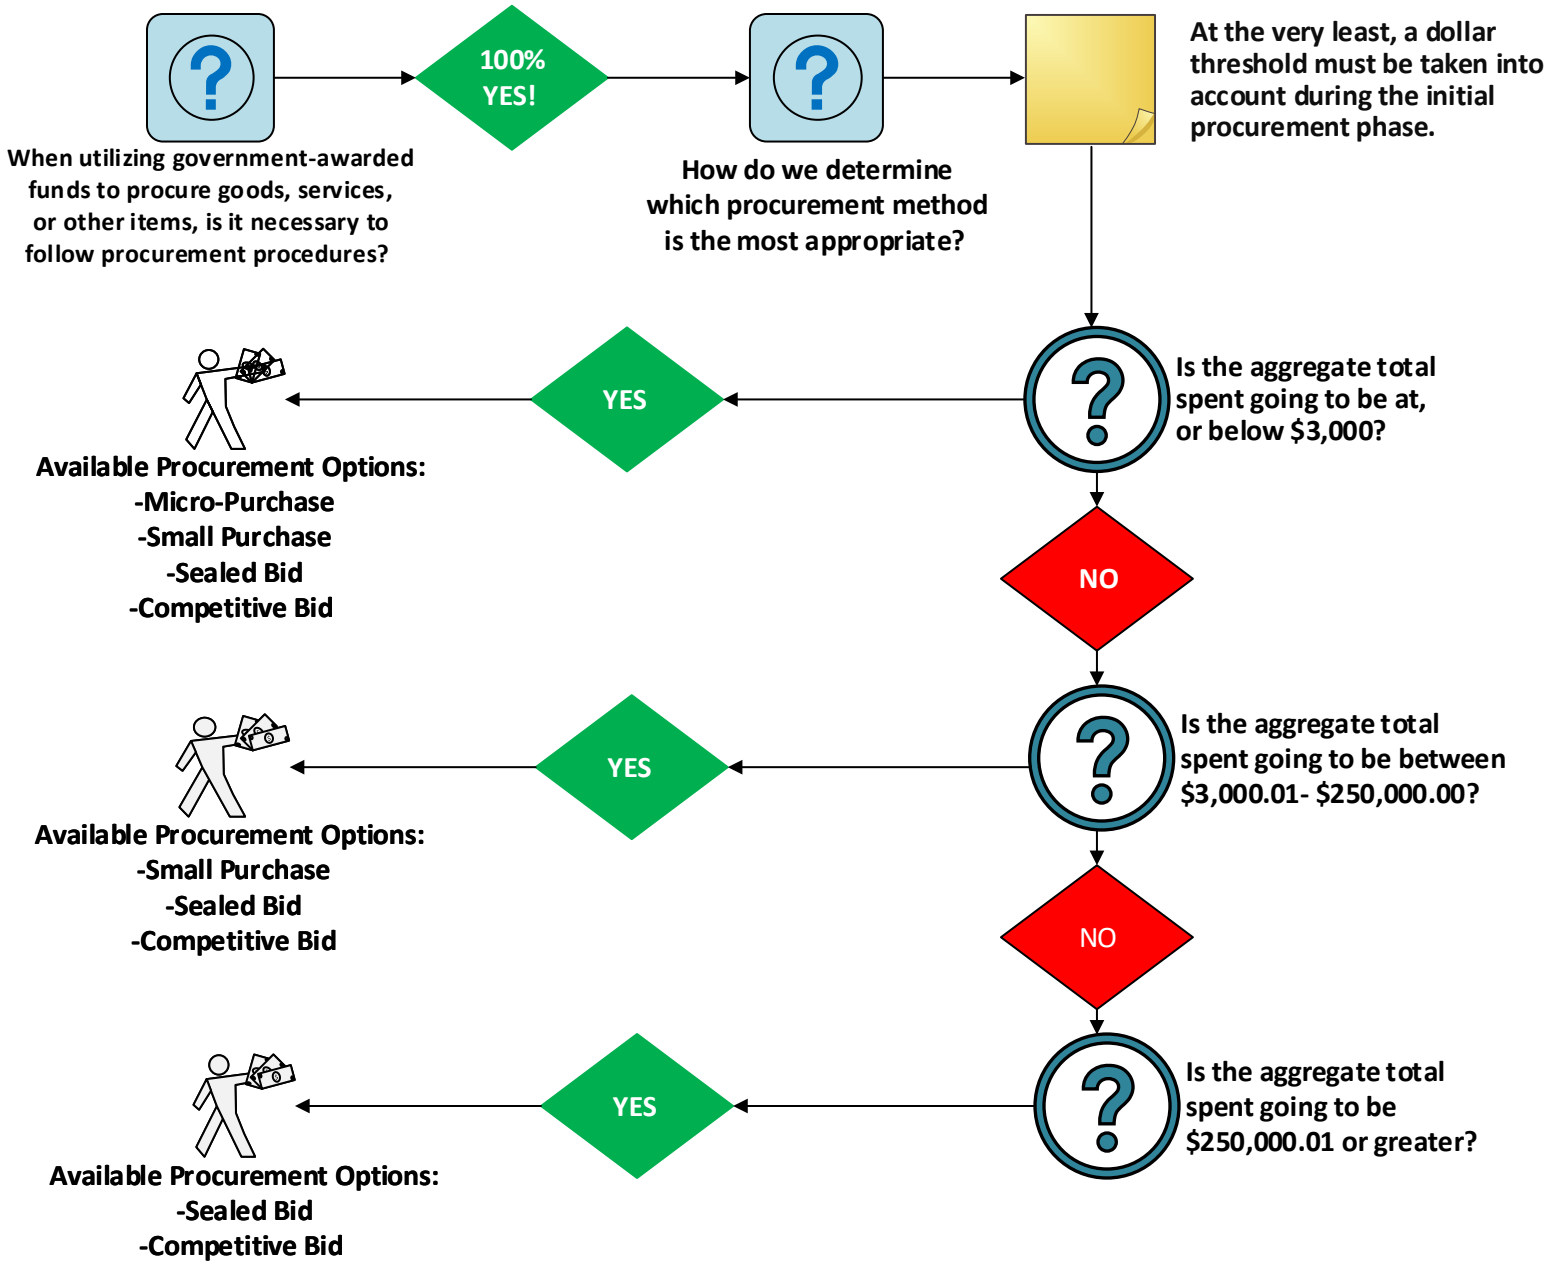 100%
YES!
When utilizing government-awarded
funds to procure goods, services,
or other items, is it necessary to
follow procurement procedures?
How do we determine
which procurement method
is the most appropriate?
At the very least, a dollar
threshold must be taken into
account during the initial
procurement phase.
Is the aggregate total
spent going to be at,
or below $3,000?
YES
Available Procurement Options:
-Micro-Purchase
-Small Purchase
-Sealed Bid
-Competitive Bid
NO
Is the aggregate total
spent going to be between
$3,000.01- $250,000.00?
YES
Available Procurement Options:
-Small Purchase
-Sealed Bid
-Competitive Bid
NO
Is the aggregate total
spent going to be
$250,000.01 or greater?
YES
Available Procurement Options:
-Sealed Bid
-Competitive Bid